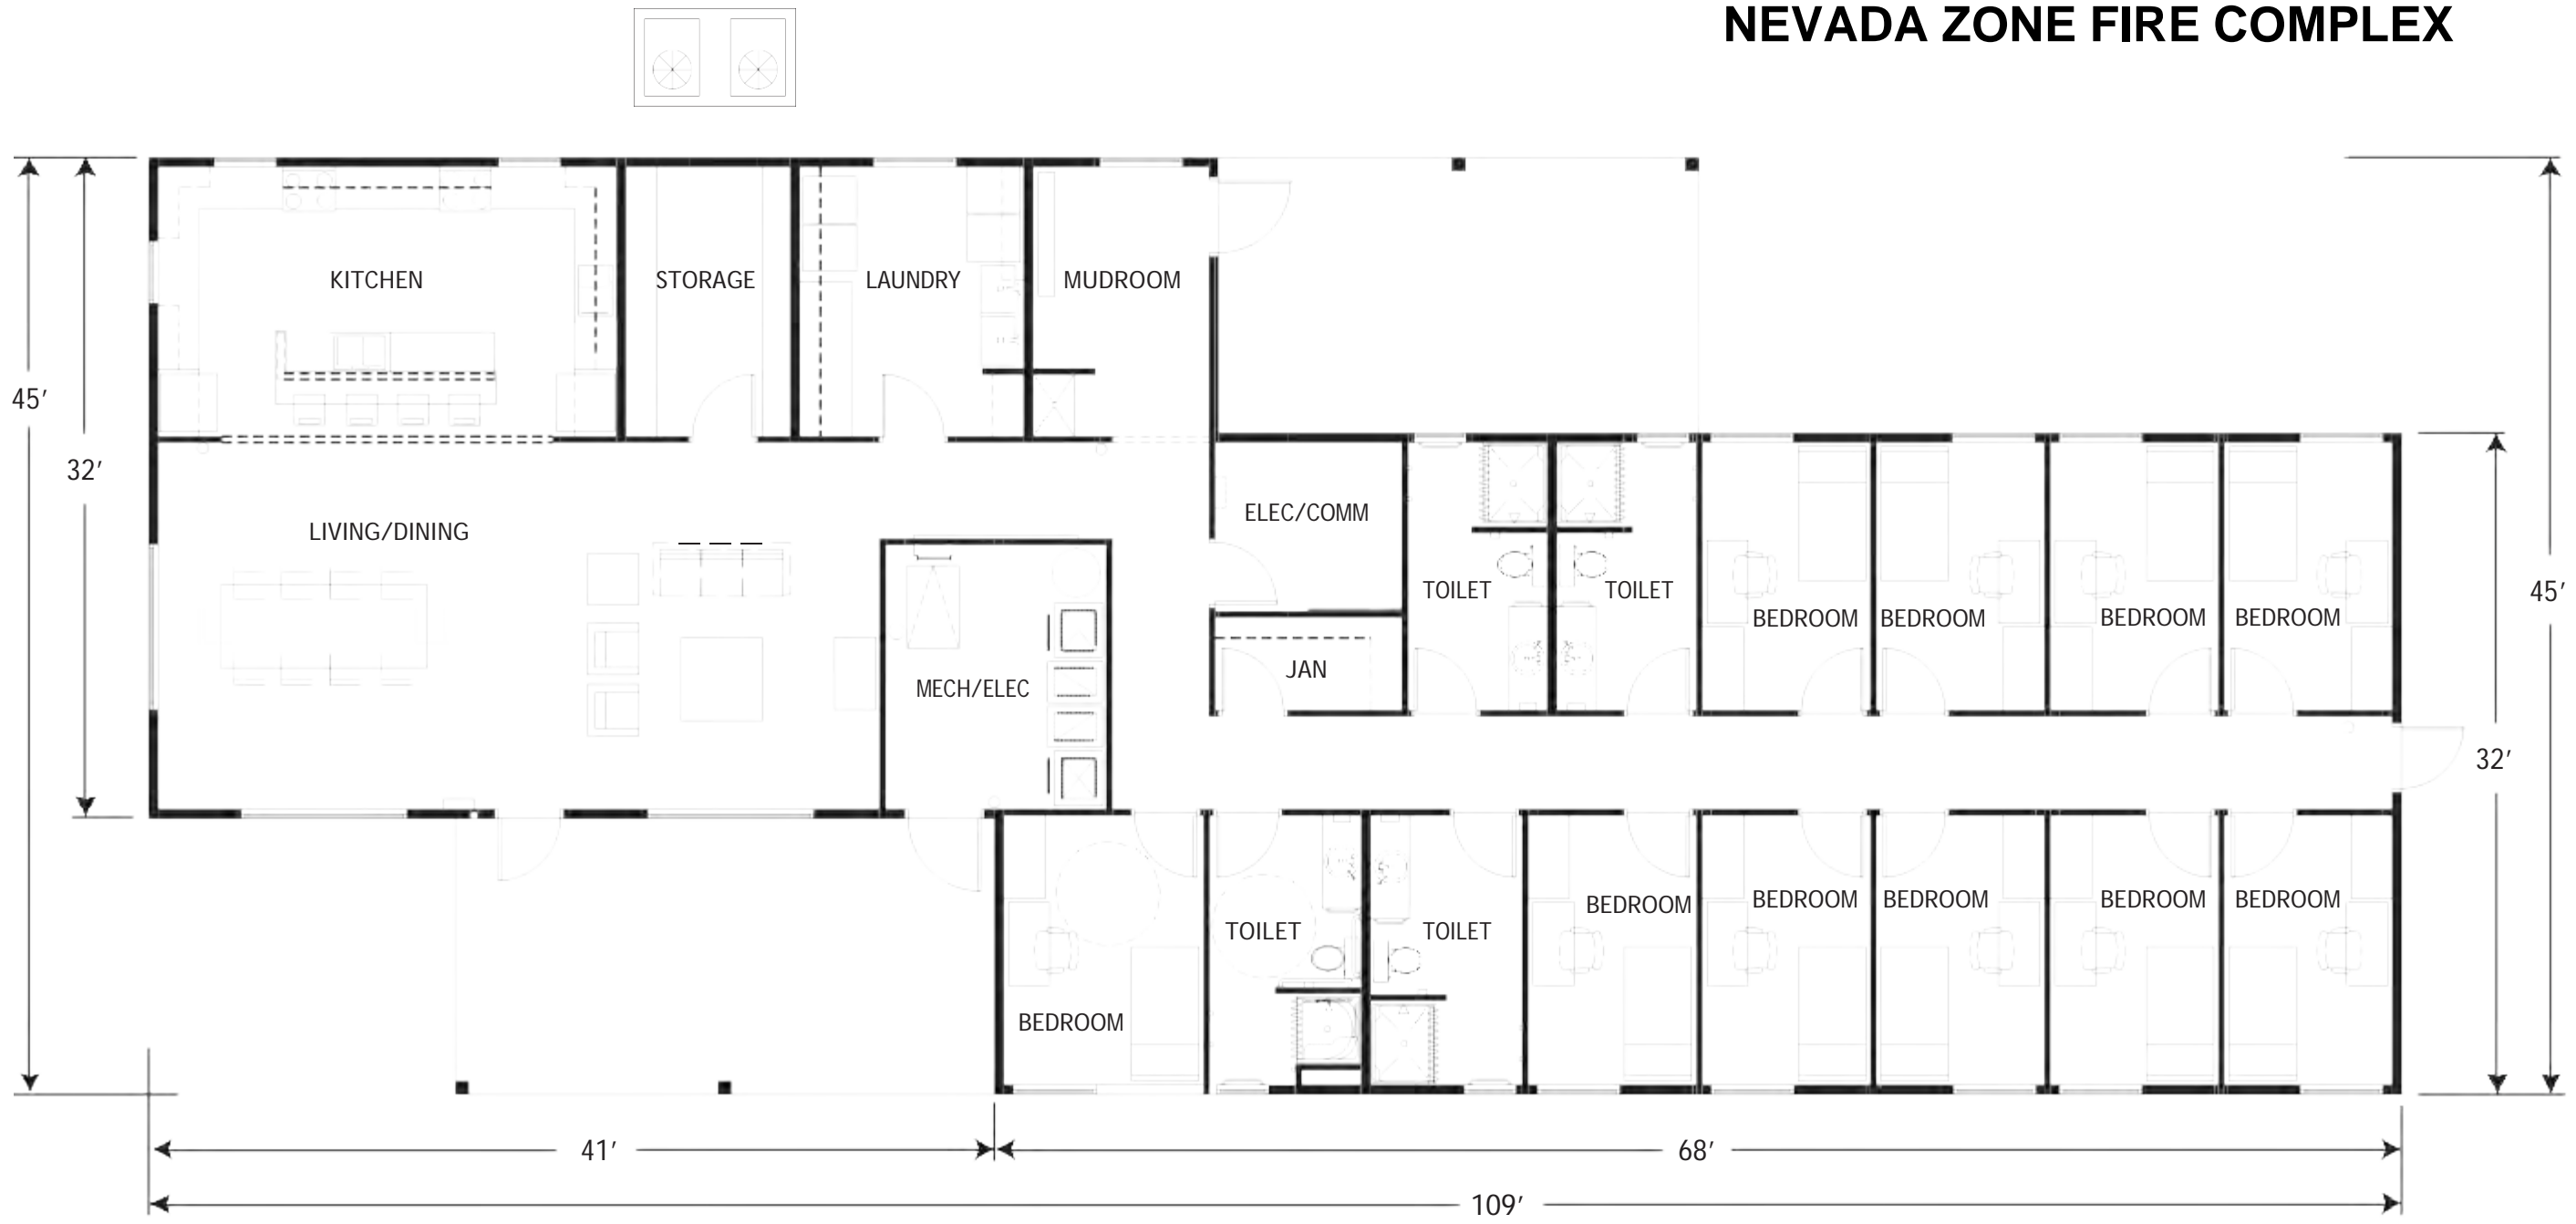 NEVADA ZONE FIRE COMPLEX
KITCHEN
STORAGE
LAUNDRY
MUDROOM
45'
32'
LIVING/DINING
ELEC/COMM
TOILET
TOILET
BEDROOM
BEDROOM
BEDROOM
BEDROOM
45'
JAN
MECH/ELEC
32'
BEDROOM
BEDROOM
BEDROOM
BEDROOM
BEDROOM
TOILET
TOILET
BEDROOM
41'
68'
109'